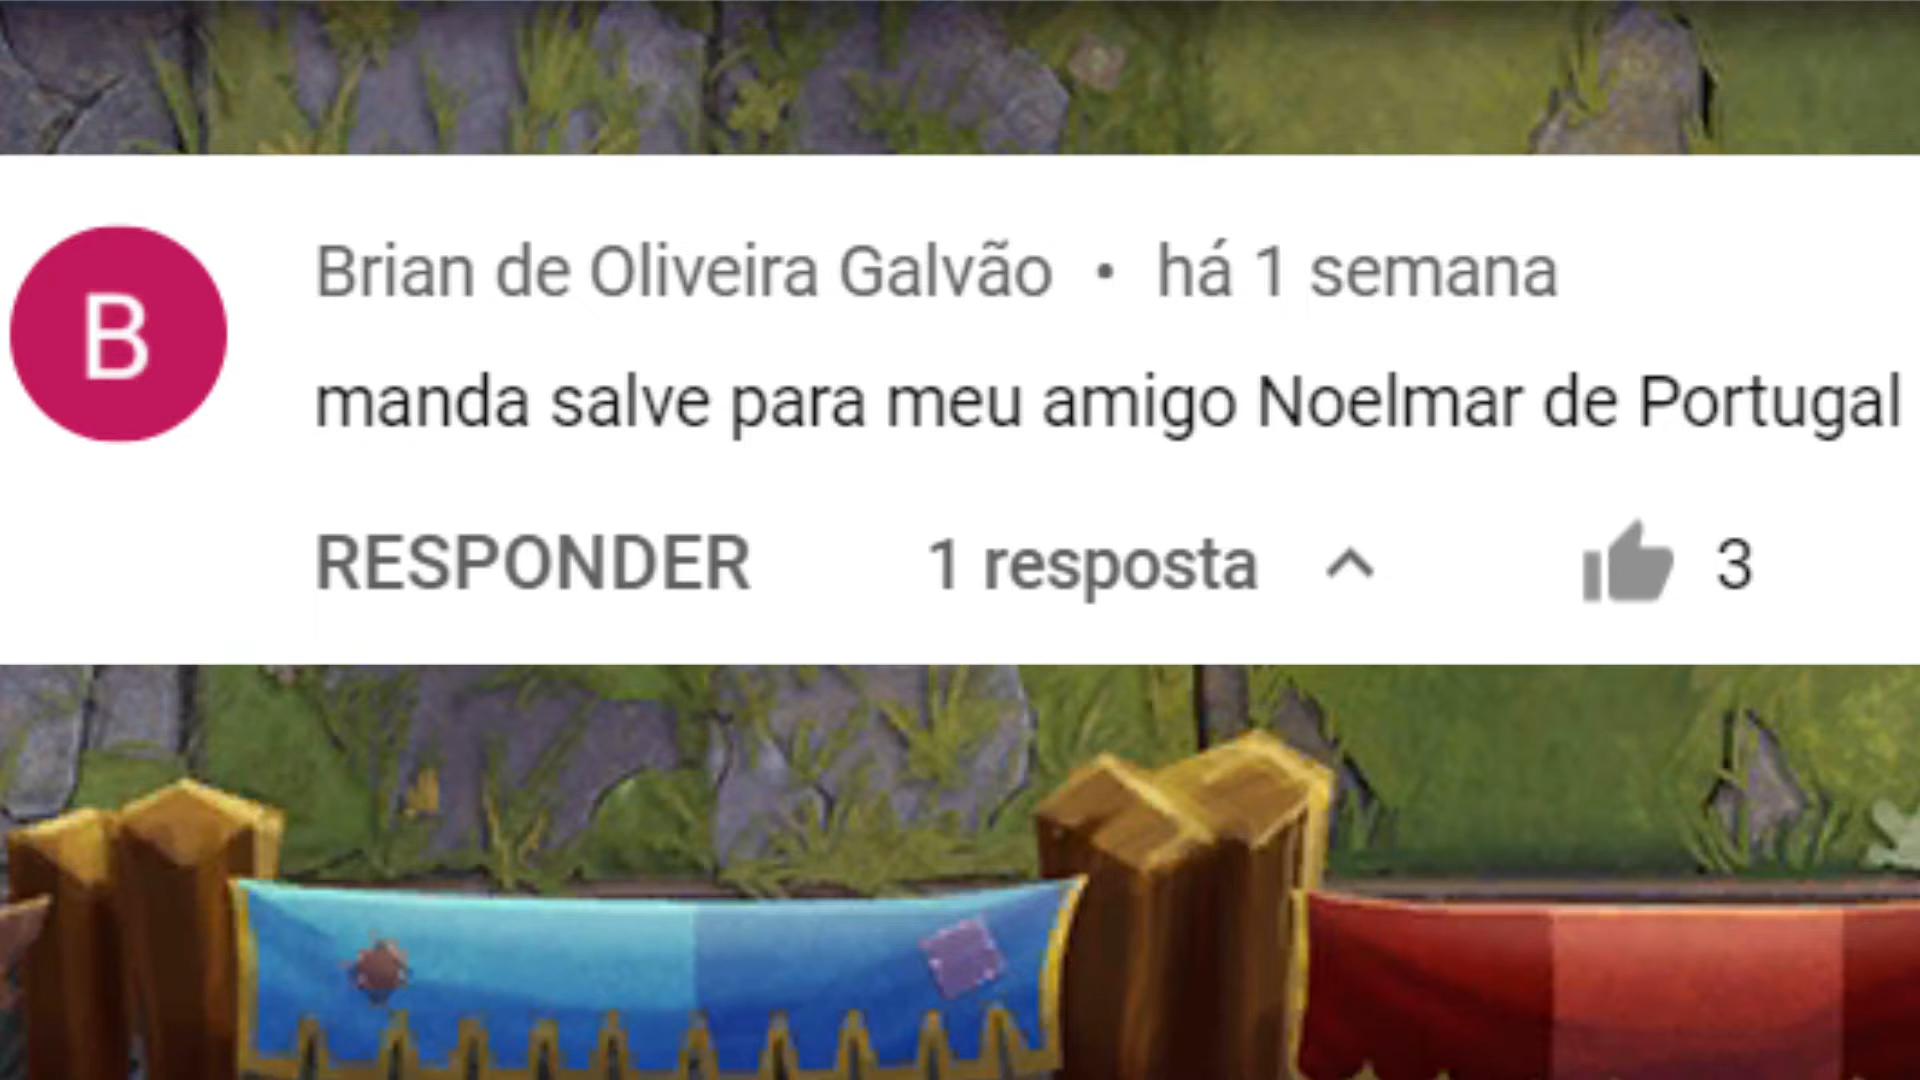 B
Brian de Oliveira Galvão • há 1 semana
manda salve para meu amigo Noelmar de Portugal
RESPONDER 1 resposta 3